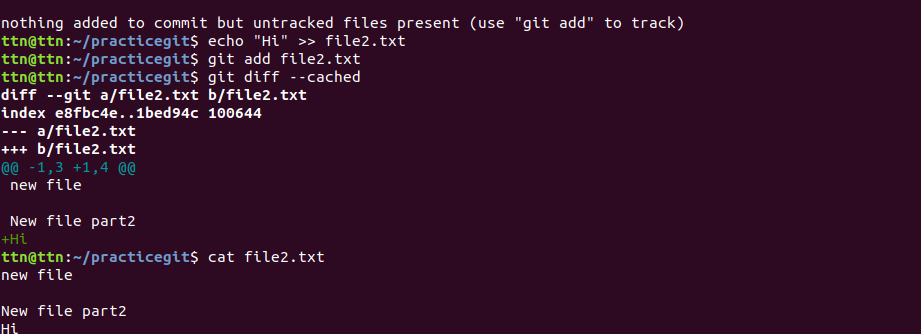 nothing added to commit but untracked files present (use "git add" to track)
ttn@ttn:~/practicegit$ echo "Hi" >> file2.txt
ttn@ttn:~/practicegit$ git add file2.txt
ttn@ttn:~/practicegit$ git diff --cached
diff --git a/file2.txt b/file2.txt
index e8fbc4e..1bed94c 100644
--- a/file2.txt
+++ b/file2.txt
@@ -1,3 +1,4 @@
 new file

 New file part2
+Hi
ttn@ttn:~/practicegit$ cat file2.txt
new file

New file part2
Hi